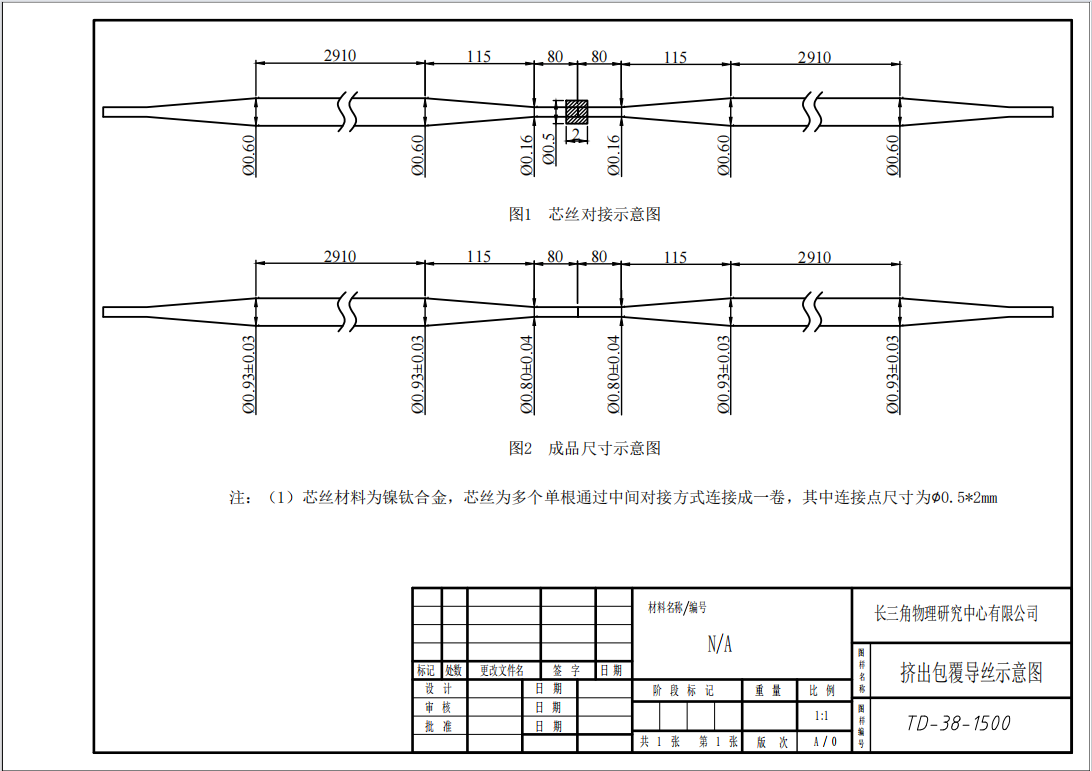 2910 115 80 80 115 2910
Ø0.60 Ø0.60 Ø0.16 Ø0.5 2 Ø0.16 Ø0.60 Ø0.60
图1 芯丝对接示意图
2910 115 80 80 115 2910
Ø0.93±0.03 Ø0.93±0.03 Ø0.80±0.04 Ø0.80±0.04 Ø0.93±0.03 Ø0.93±0.03
图2 成品尺寸示意图
注:(1)芯丝材料为镍钛合金,芯丝为多个单根通过中间对接方式连接成一卷,其中连接点尺寸为Ø0.5*2mm
材料名称/编号
N/A
长三角物理研究中心有限公司
标记 处数 更改文件名 签字 日期
图样名称
挤出包覆导丝示意图
设计 日期
审核 日期
批准 日期
阶段标记 重量 比例
1:1
图样编号
TD-38-1500
共 1 张 第 1 张 版次 A/0